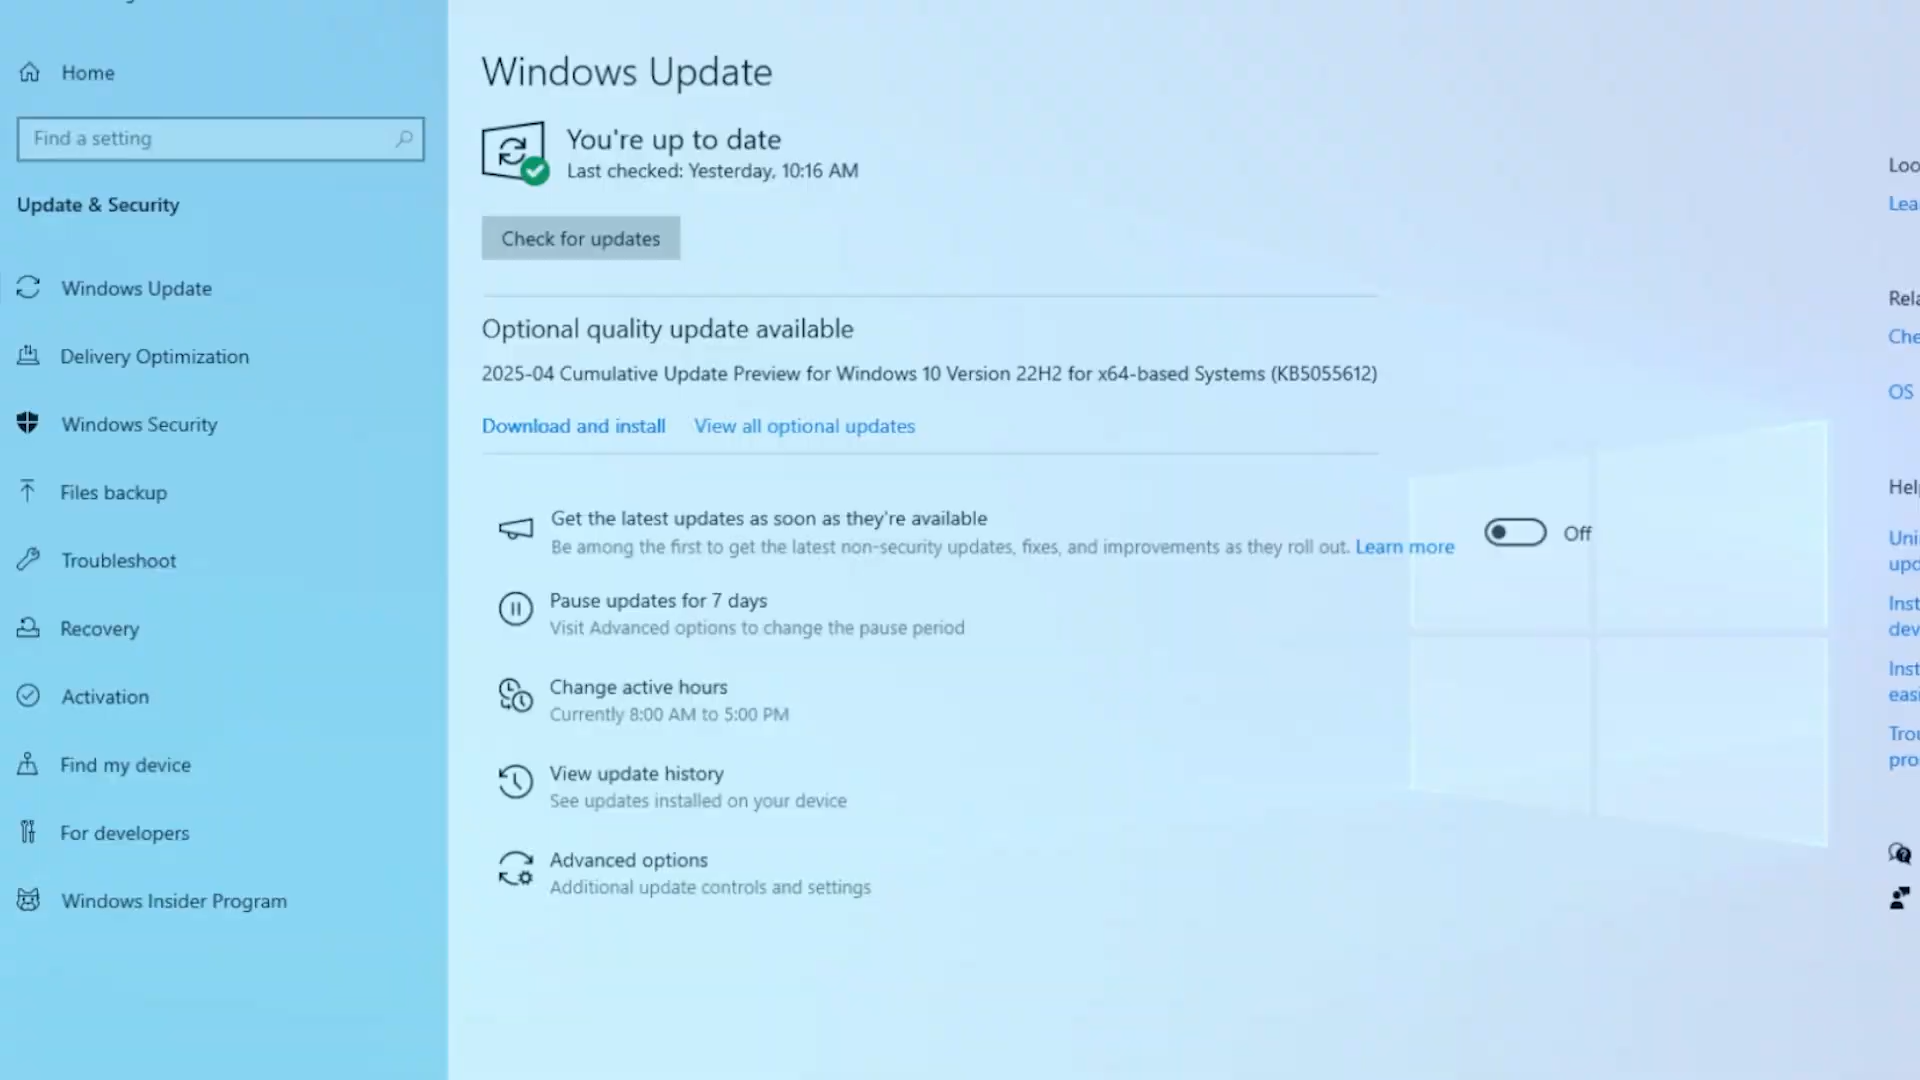 Home
Find a setting
Update & Security
Windows Update
Delivery Optimization
Windows Security
Files backup
Troubleshoot
Recovery
Activation
Find my device
For developers
Windows Insider Program
Windows Update
You're up to date
Last checked: Yesterday, 10:16 AM
Check for updates
Optional quality update available
2025-04 Cumulative Update Preview for Windows 10 Version 22H2 for x64-based Systems (KB5055612)
Download and install View all optional updates
Get the latest updates as soon as they're available
Be among the first to get the latest non-security updates, fixes, and improvements as they roll out. Learn more
Off
Pause updates for 7 days
Visit Advanced options to change the pause period
Change active hours
Currently 8:00 AM to 5:00 PM
View update history
See updates installed on your device
Advanced options
Additional update controls and settings
OS